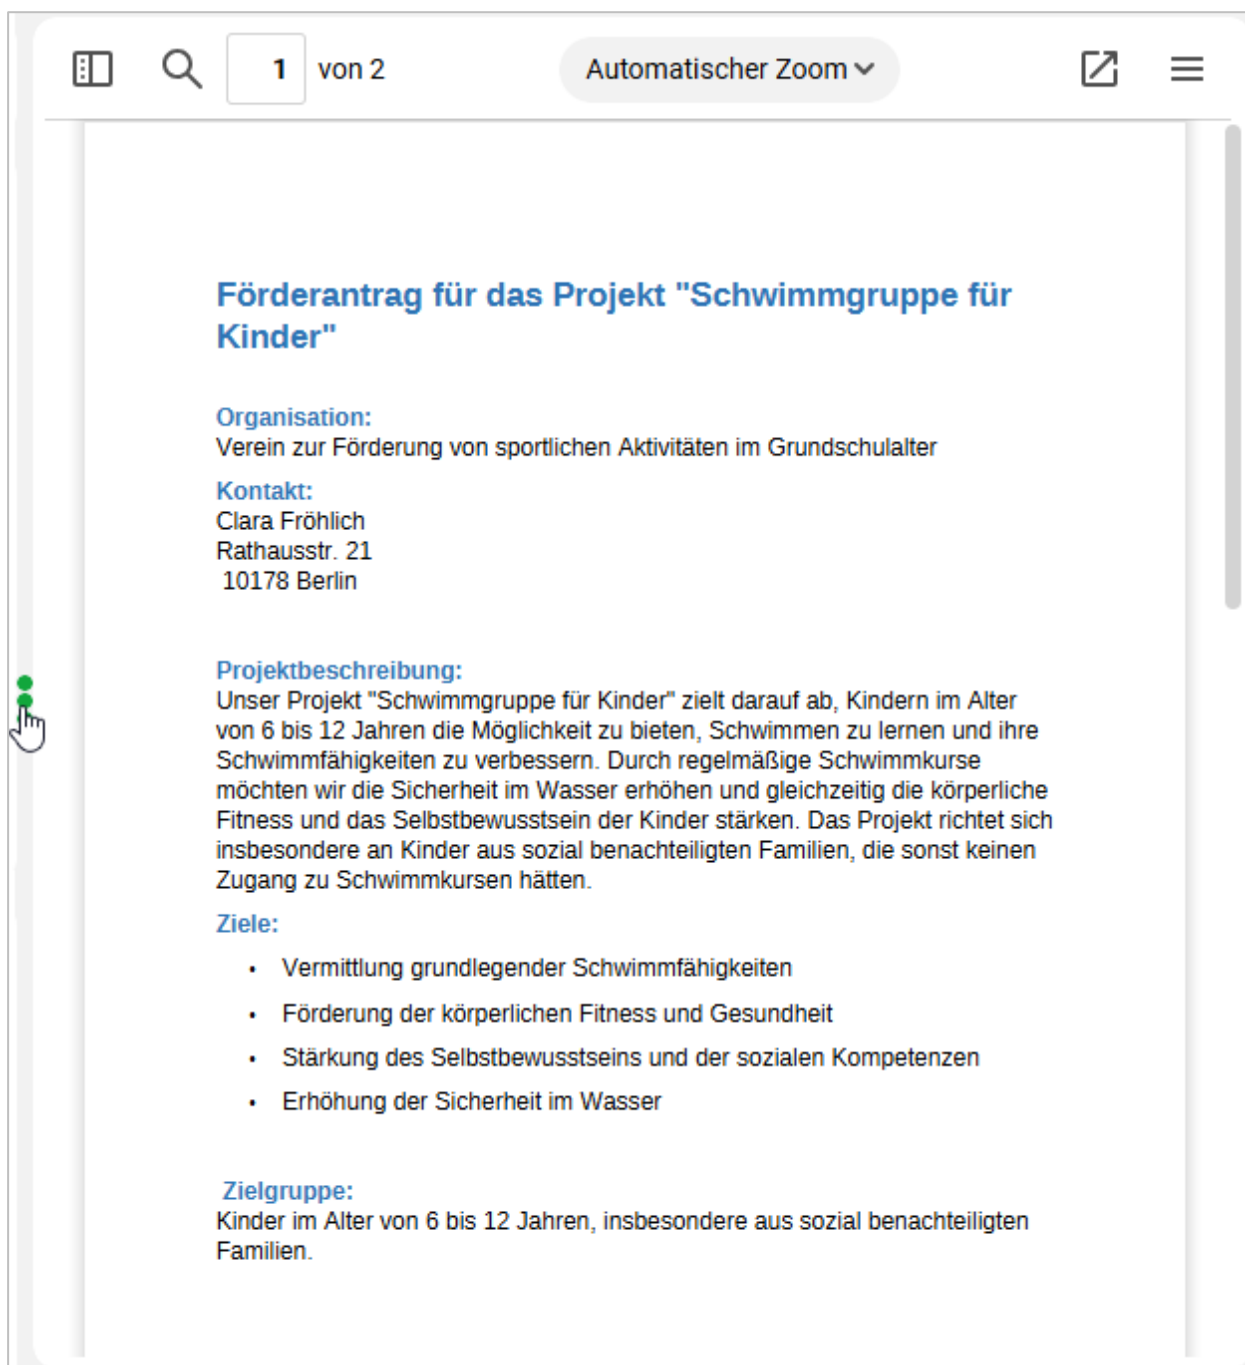 1 von 2 Automatischer Zoom
Förderantrag für das Projekt "Schwimmgruppe für
Kinder"
Organisation:
Verein zur Förderung von sportlichen Aktivitäten im Grundschulalter
Kontakt:
Clara Fröhlich
Rathausstr. 21
10178 Berlin
Projektbeschreibung:
Unser Projekt "Schwimmgruppe für Kinder" zielt darauf ab, Kindern im Alter
von 6 bis 12 Jahren die Möglichkeit zu bieten, Schwimmen zu lernen und ihre
Schwimmfähigkeiten zu verbessern. Durch regelmäßige Schwimmkurse
möchten wir die Sicherheit im Wasser erhöhen und gleichzeitig die körperliche
Fitness und das Selbstbewusstsein der Kinder stärken. Das Projekt richtet sich
insbesondere an Kinder aus sozial benachteiligten Familien, die sonst keinen
Zugang zu Schwimmkursen hätten.
Ziele:
• Vermittlung grundlegender Schwimmfähigkeiten
• Förderung der körperlichen Fitness und Gesundheit
• Stärkung des Selbstbewusstseins und der sozialen Kompetenzen
• Erhöhung der Sicherheit im Wasser
Zielgruppe:
Kinder im Alter von 6 bis 12 Jahren, insbesondere aus sozial benachteiligten
Familien.